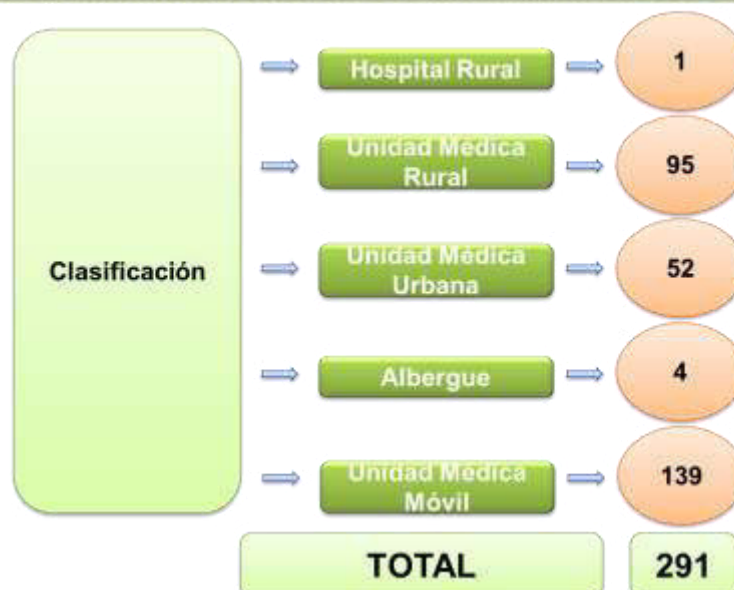 Clasificación
Hospital Rural
1
Unidad Médica
Rural
95
Unidad Médica
Urbana
52
Albergue
4
Unidad Médica
Móvil
139
TOTAL
291